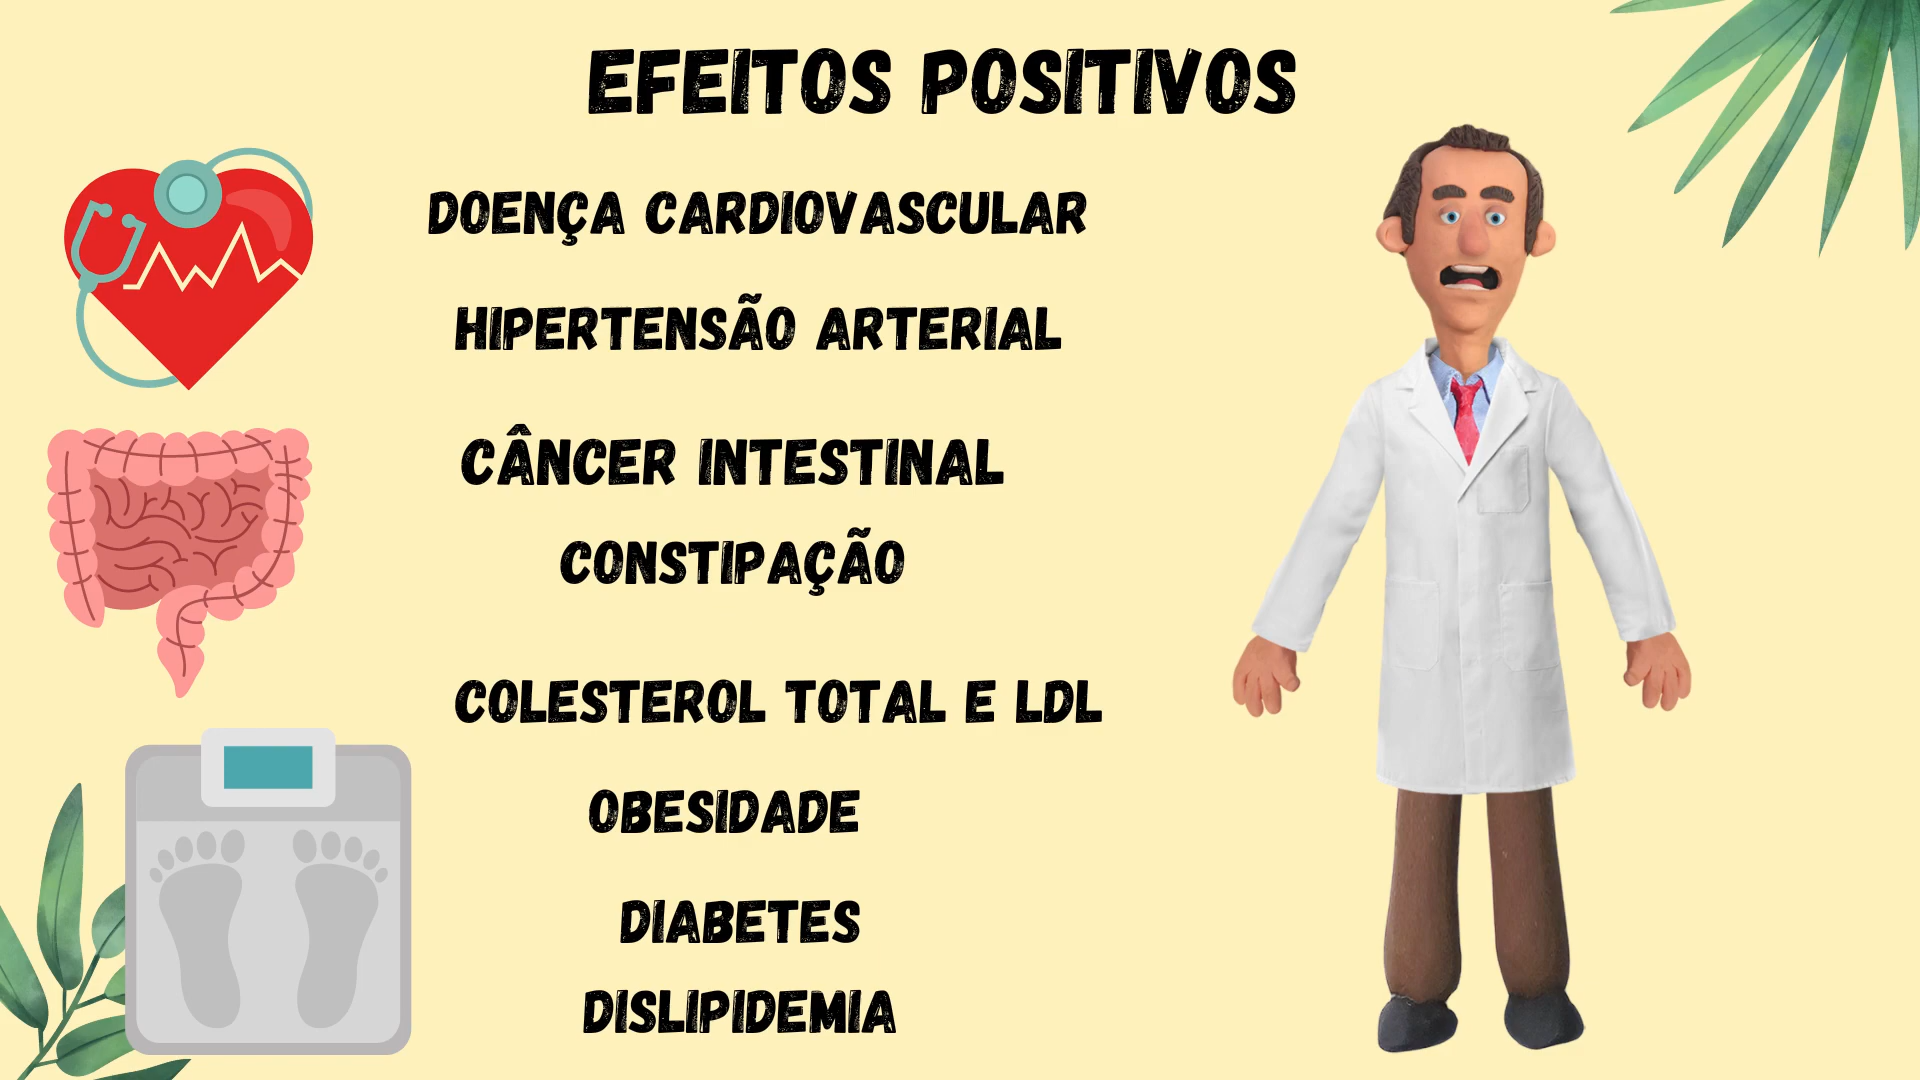 EFEITOS POSITIVOS
DOENÇA CARDIOVASCULAR
HIPERTENSÃO ARTERIAL
CÂNCER INTESTINAL
CONSTIPAÇÃO
COLESTEROL TOTAL E LDL
OBESIDADE
DIABETES
DISLIPIDEMIA